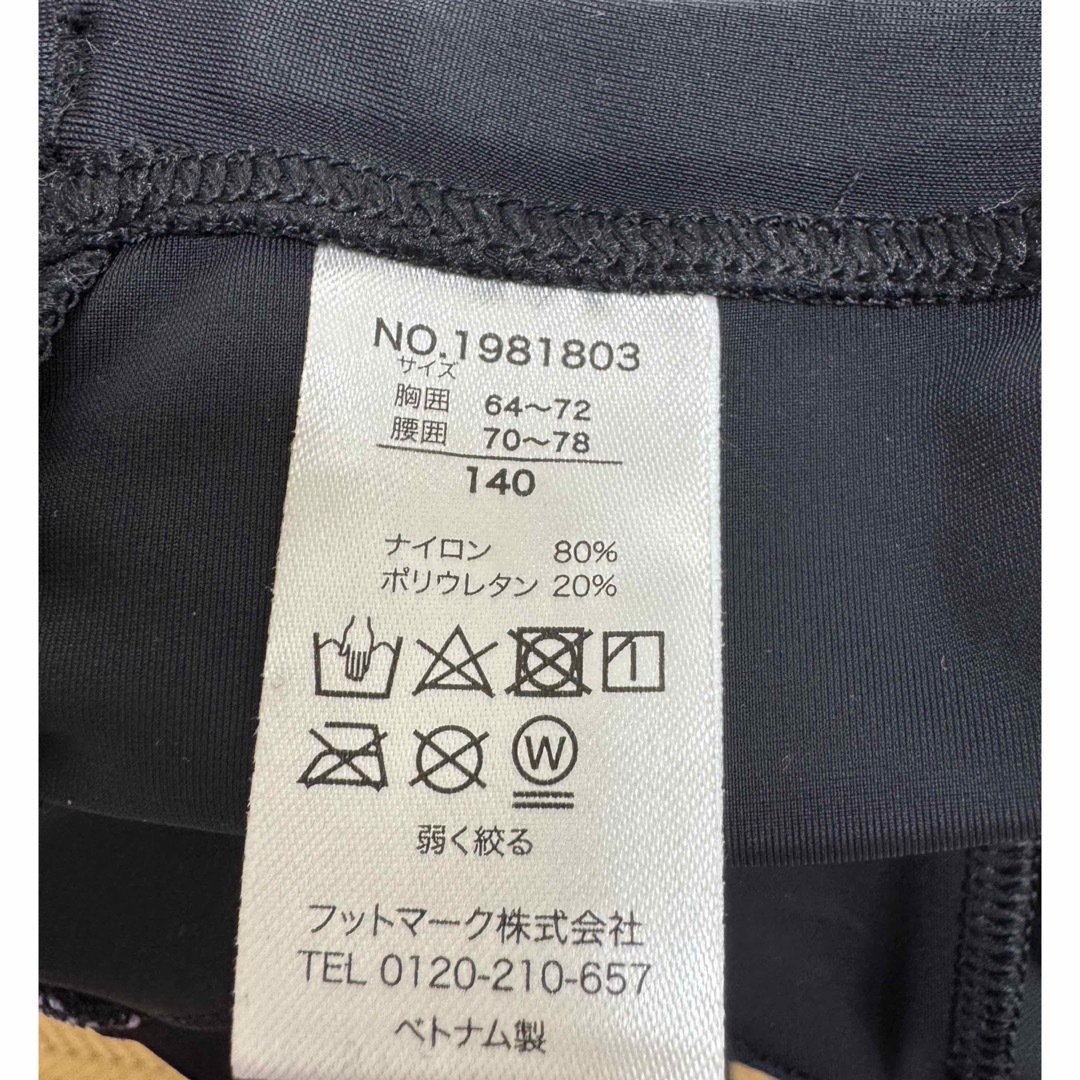 NO.1981803
サイズ
胸囲 64〜72
腰囲 70〜78
140
ナイロン 80%
ポリウレタン 20%
W
弱く絞る
フットマーク株式会社
TEL 0120-210-657
ベトナム製